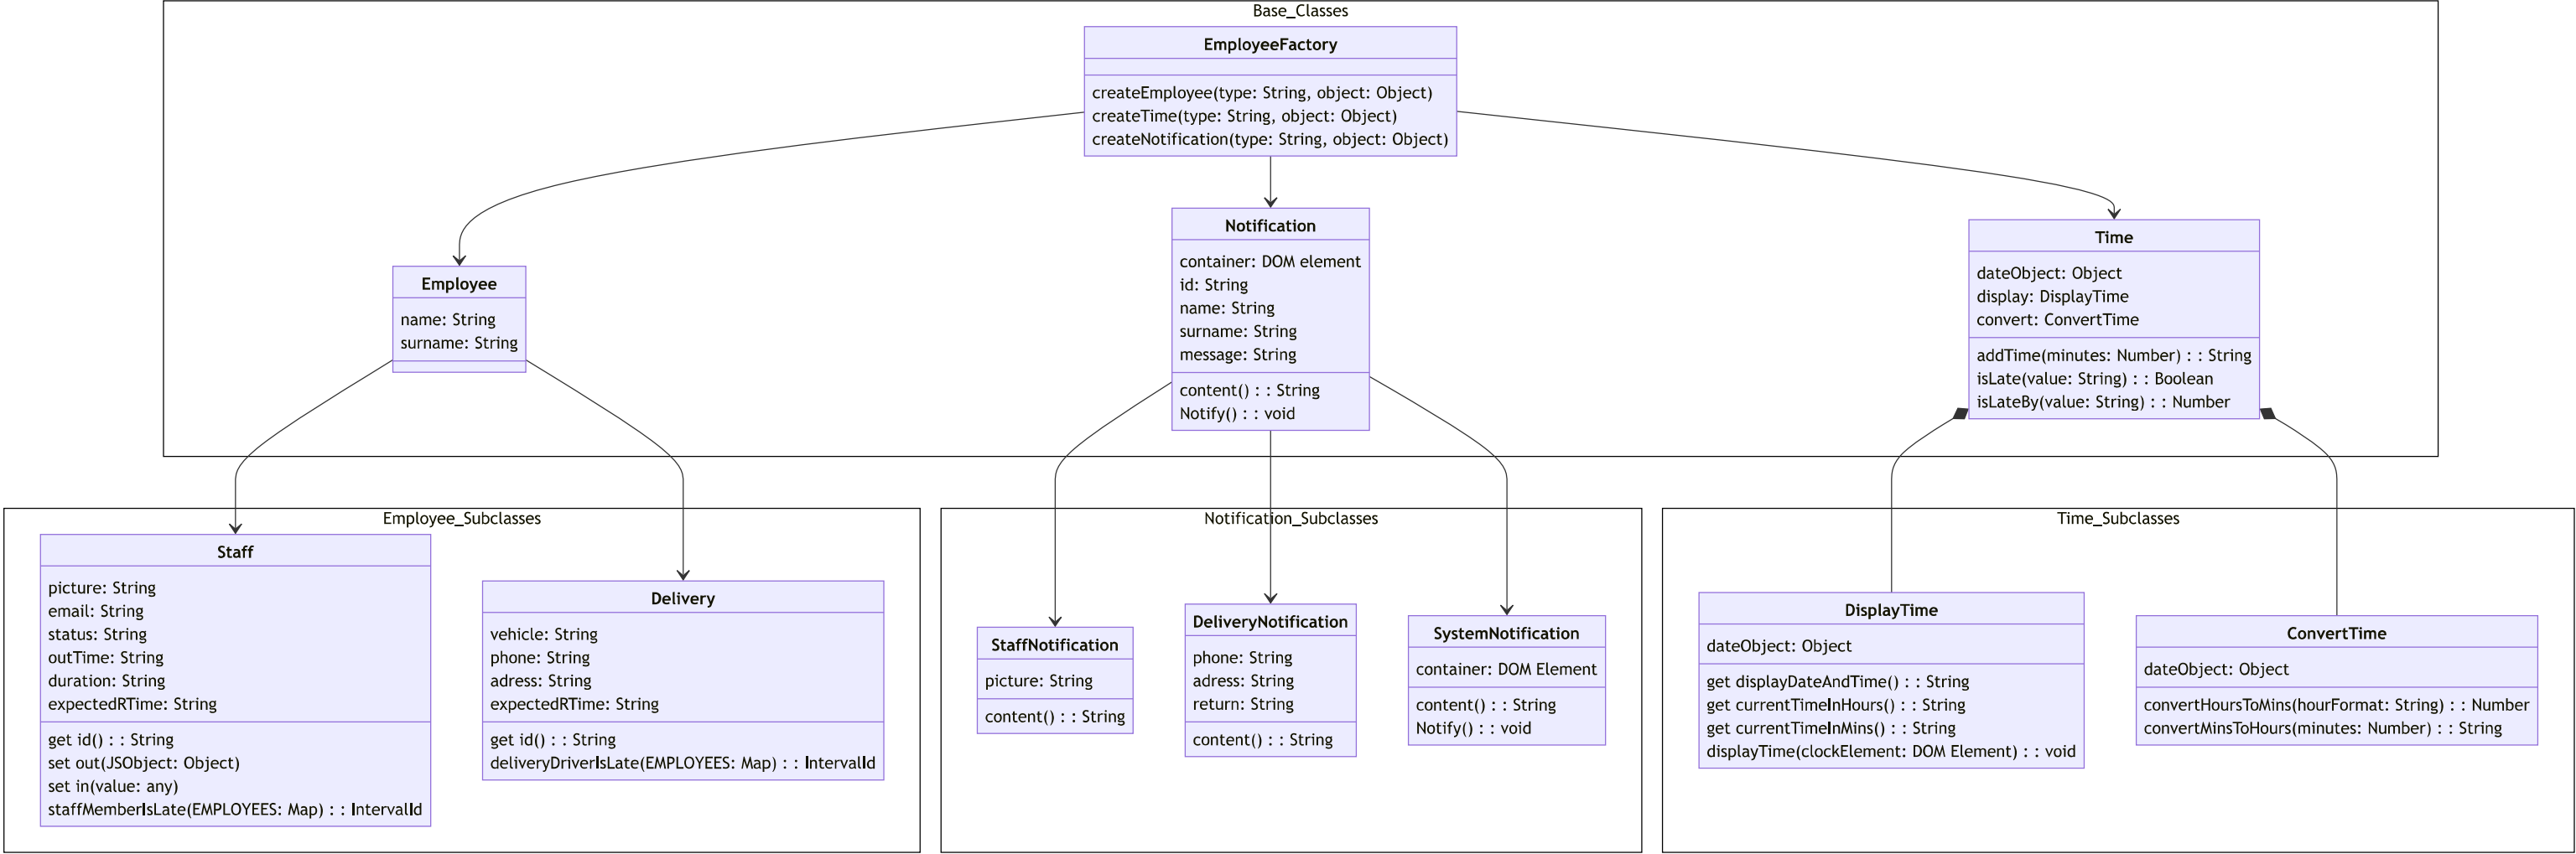 Base_Classes
EmployeeFactory
createEmployee(type: String, object: Object)
createTime(type: String, object: Object)
createNotification(type: String, object: Object)
Employee
name: String
surname: String
Notification
container: DOM element
id: String
name: String
surname: String
message: String
content() : : String
Notify() : : void
Time
dateObject: Object
display: DisplayTime
convert: ConvertTime
addTime(minutes: Number) : : String
isLate(value: String) : : Boolean
isLateBy(value: String) : : Number
Employee_Subclasses
Staff
picture: String
email: String
status: String
outTime: String
duration: String
expectedRTime: String
get id() : : String
set out(JSObject: Object)
set in(value: any)
staffMemberIsLate(EMPLOYEES: Map) : : IntervalId
Delivery
vehicle: String
phone: String
adress: String
expectedRTime: String
get id() : : String
deliveryDriverIsLate(EMPLOYEES: Map) : : IntervalId
Notification_Subclasses
StaffNotification
picture: String
content() : : String
DeliveryNotification
phone: String
adress: String
return: String
content() : : String
SystemNotification
container: DOM Element
content() : : String
Notify() : : void
Time_Subclasses
DisplayTime
dateObject: Object
get displayDateAndTime() : : String
get currentTimeInHours() : : String
get currentTimeInMins() : : String
displayTime(clockElement: DOM Element) : : void
ConvertTime
dateObject: Object
convertHoursToMins(hourFormat: String) : : Number
convertMinsToHours(minutes: Number) : : String